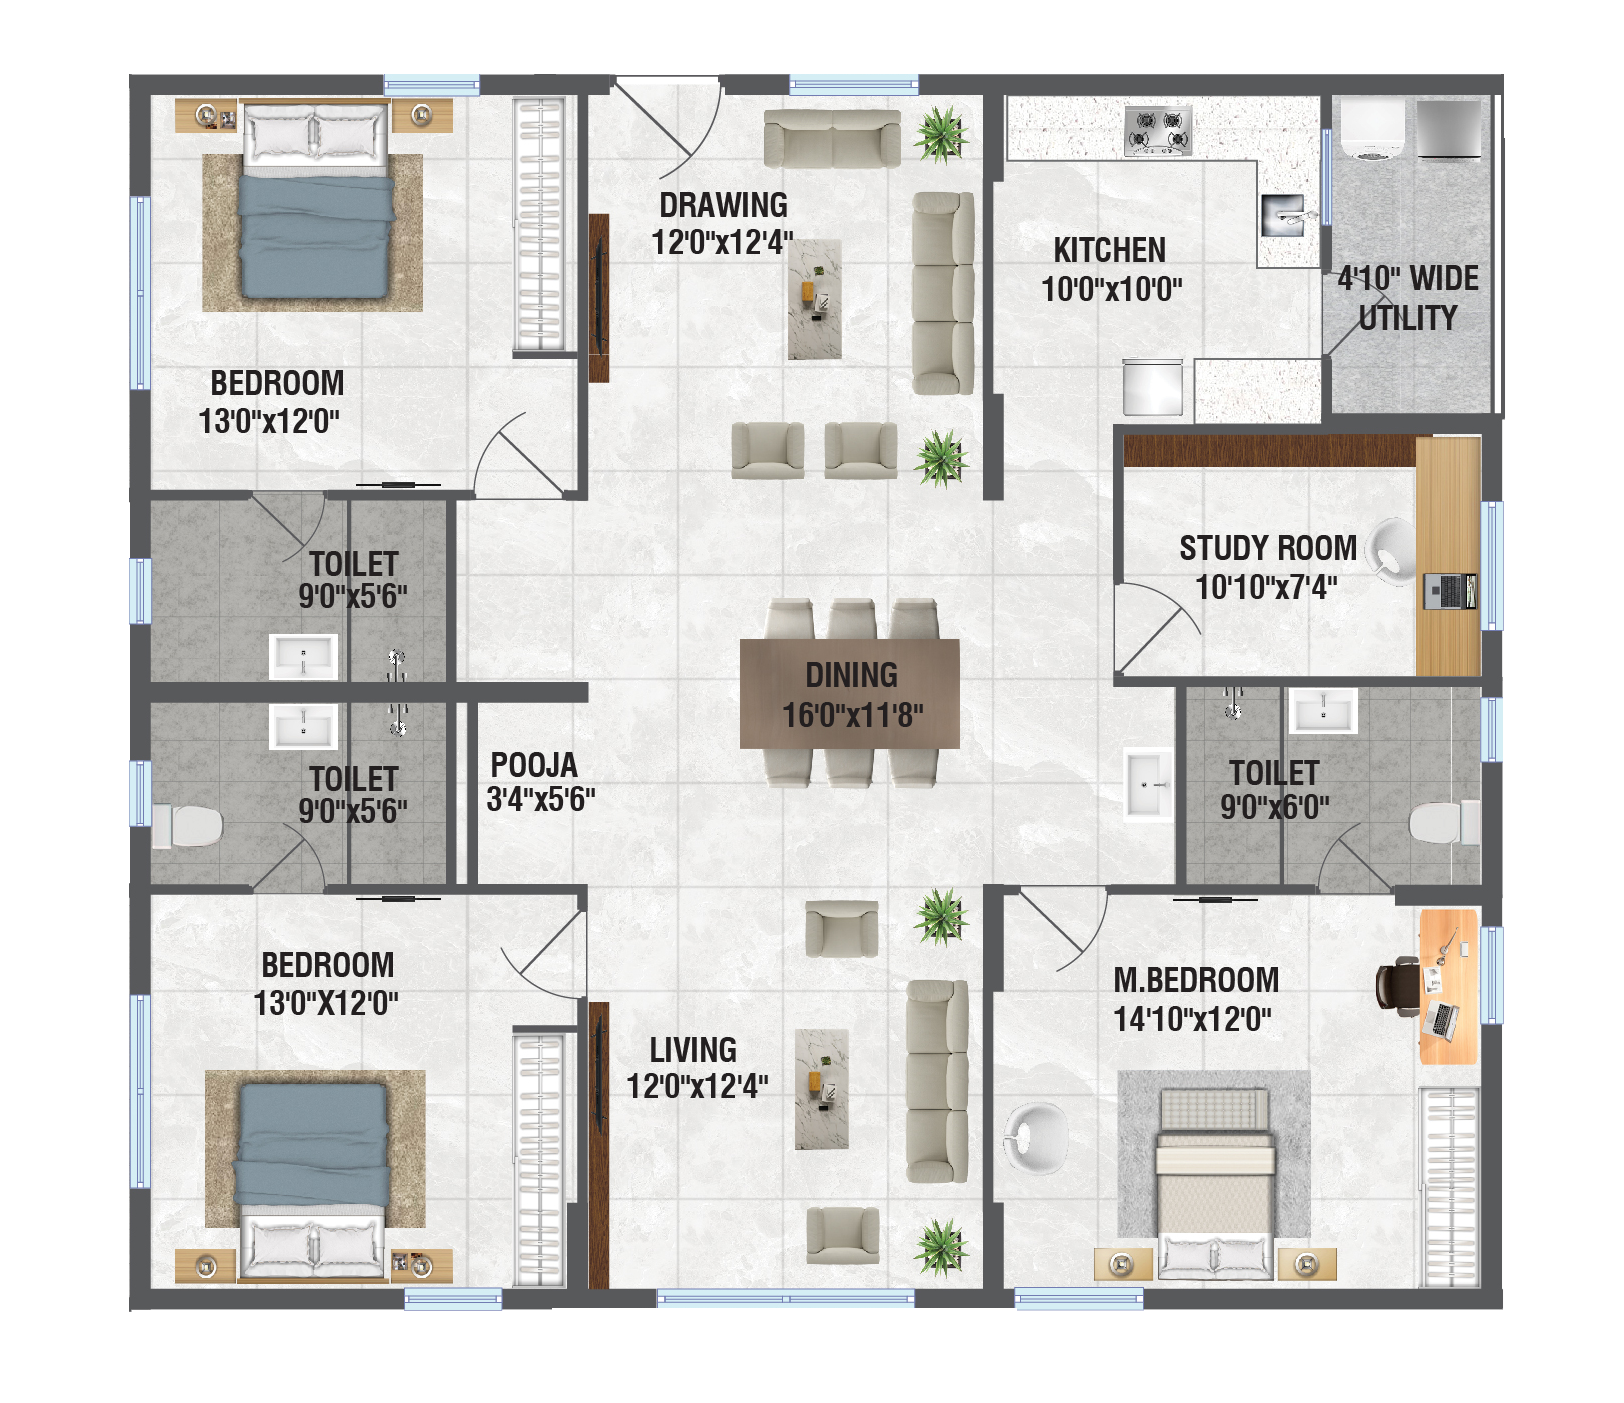 DRAWING
12'0"x12'4"
KITCHEN
10'0"x10'0"
4'10" WIDE
UTILITY
BEDROOM
13'0"x12'0"
TOILET
9'0"x5'6"
STUDY ROOM
10'10"x7'4"
DINING
16'0"x11'8"
TOILET
9'0"x5'6"
POOJA
3'4"x5'6"
TOILET
9'0"x6'0"
BEDROOM
13'0"X12'0"
M.BEDROOM
14'10"x12'0"
LIVING
12'0"x12'4"